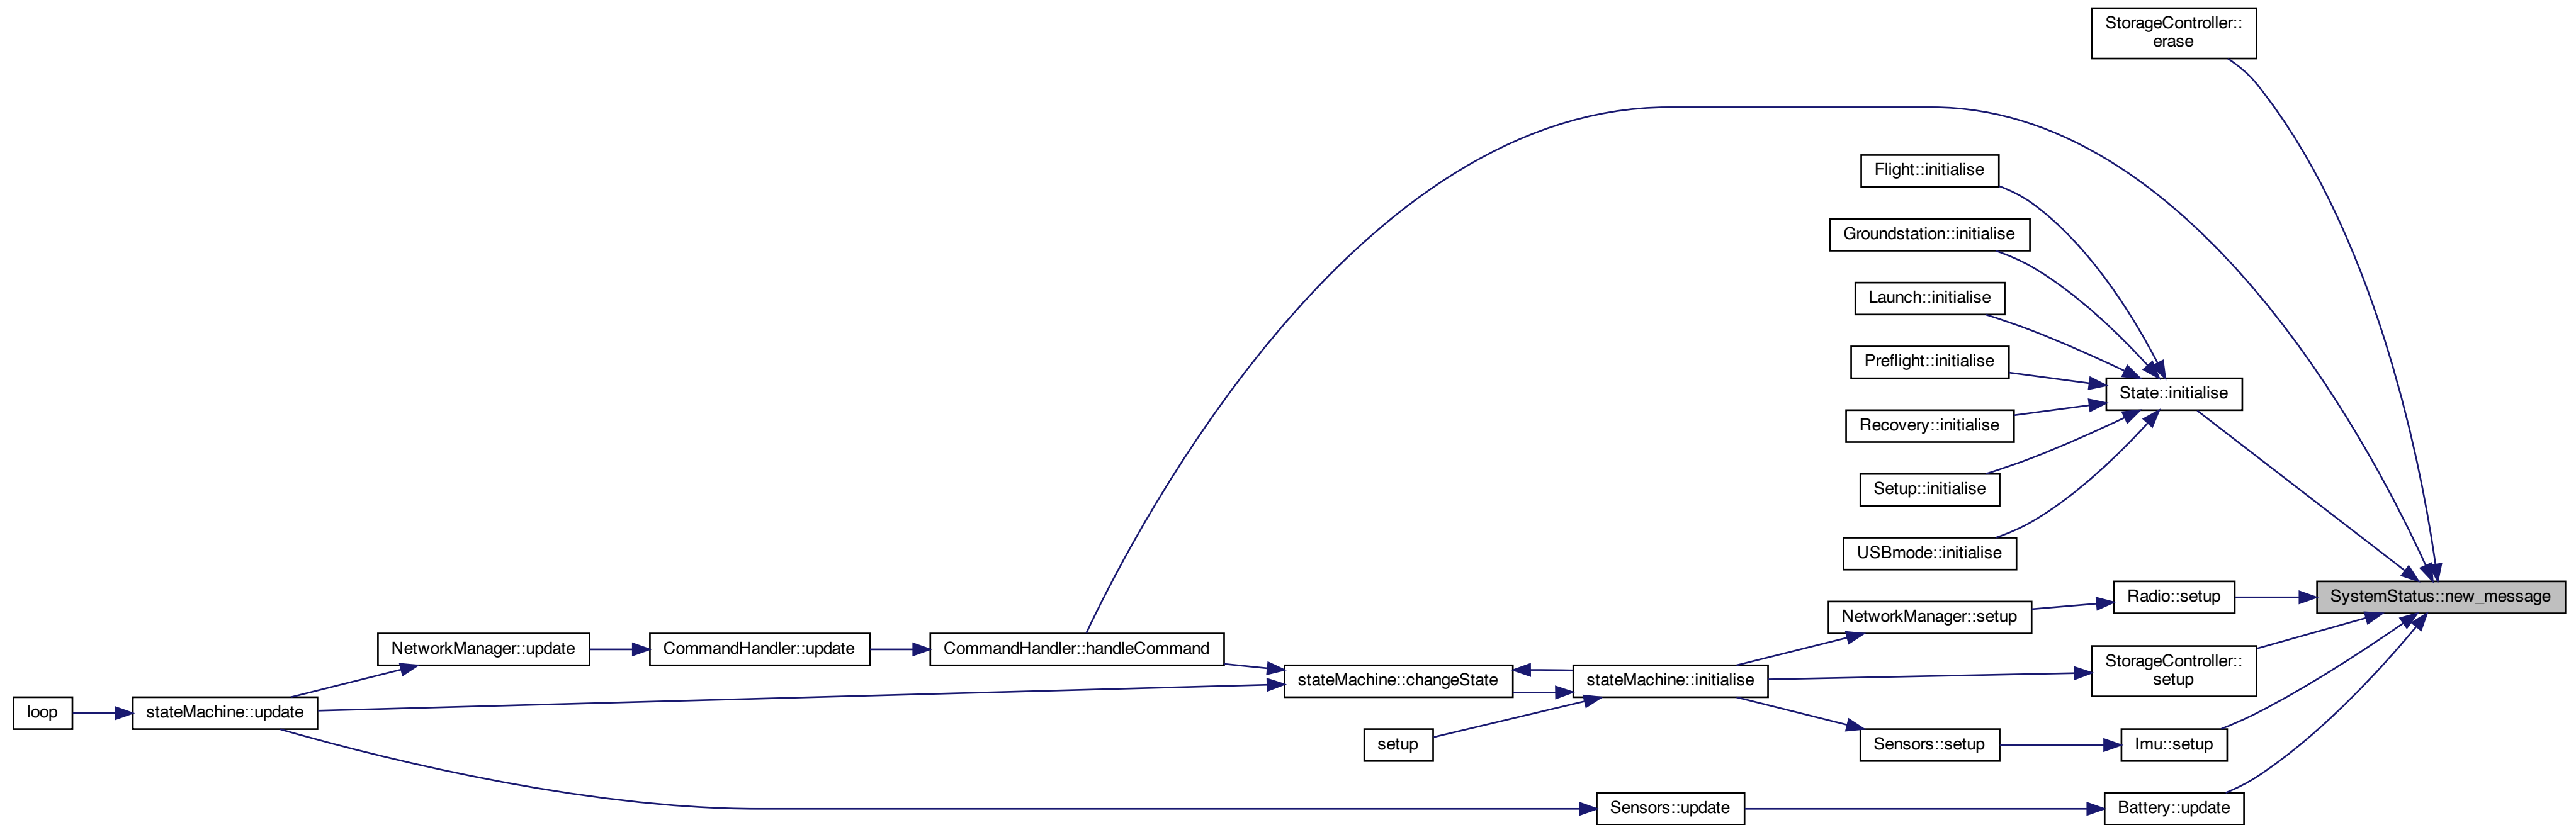 StorageController::
erase
Flight::initialise
Groundstation::initialise
Launch::initialise
Preflight::initialise
State::initialise
Recovery::initialise
Setup::initialise
USBmode::initialise
SystemStatus::new_message
Radio::setup
NetworkManager::setup
NetworkManager::update
CommandHandler::update
CommandHandler::handleCommand
StorageController::
setup
stateMachine::changeState
stateMachine::initialise
loop
stateMachine::update
setup
Sensors::setup
Imu::setup
Sensors::update
Battery::update